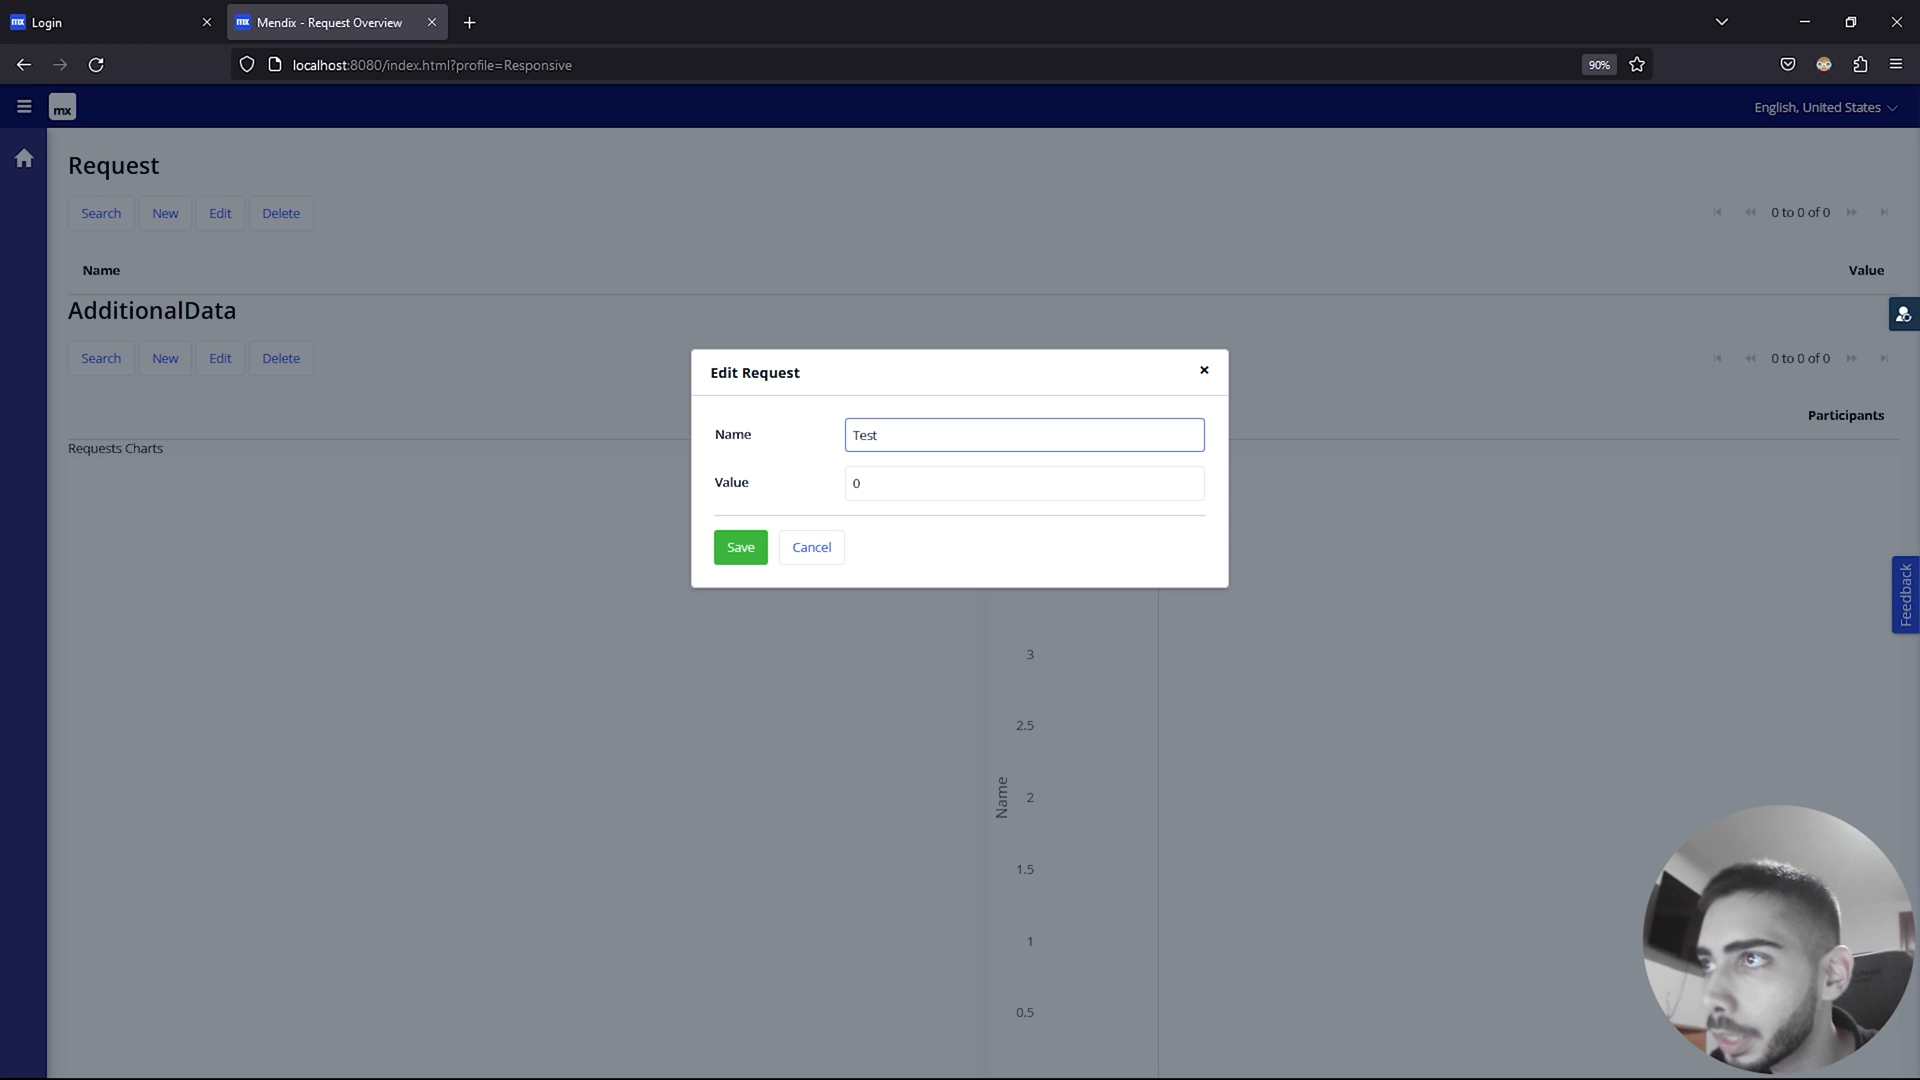 mx Login
mx Mendix - Request Overview
localhost:8080/index.html?profile=Responsive
90%
mx
English, United States
Request
Search New Edit Delete
0 to 0 of 0
Name Value
AdditionalData
Search New Edit Delete
0 to 0 of 0
Participants
Requests Charts
Edit Request
Name Test
Value 0
Save Cancel
Feedback
3
2.5
2
Name
1.5
1
0.5